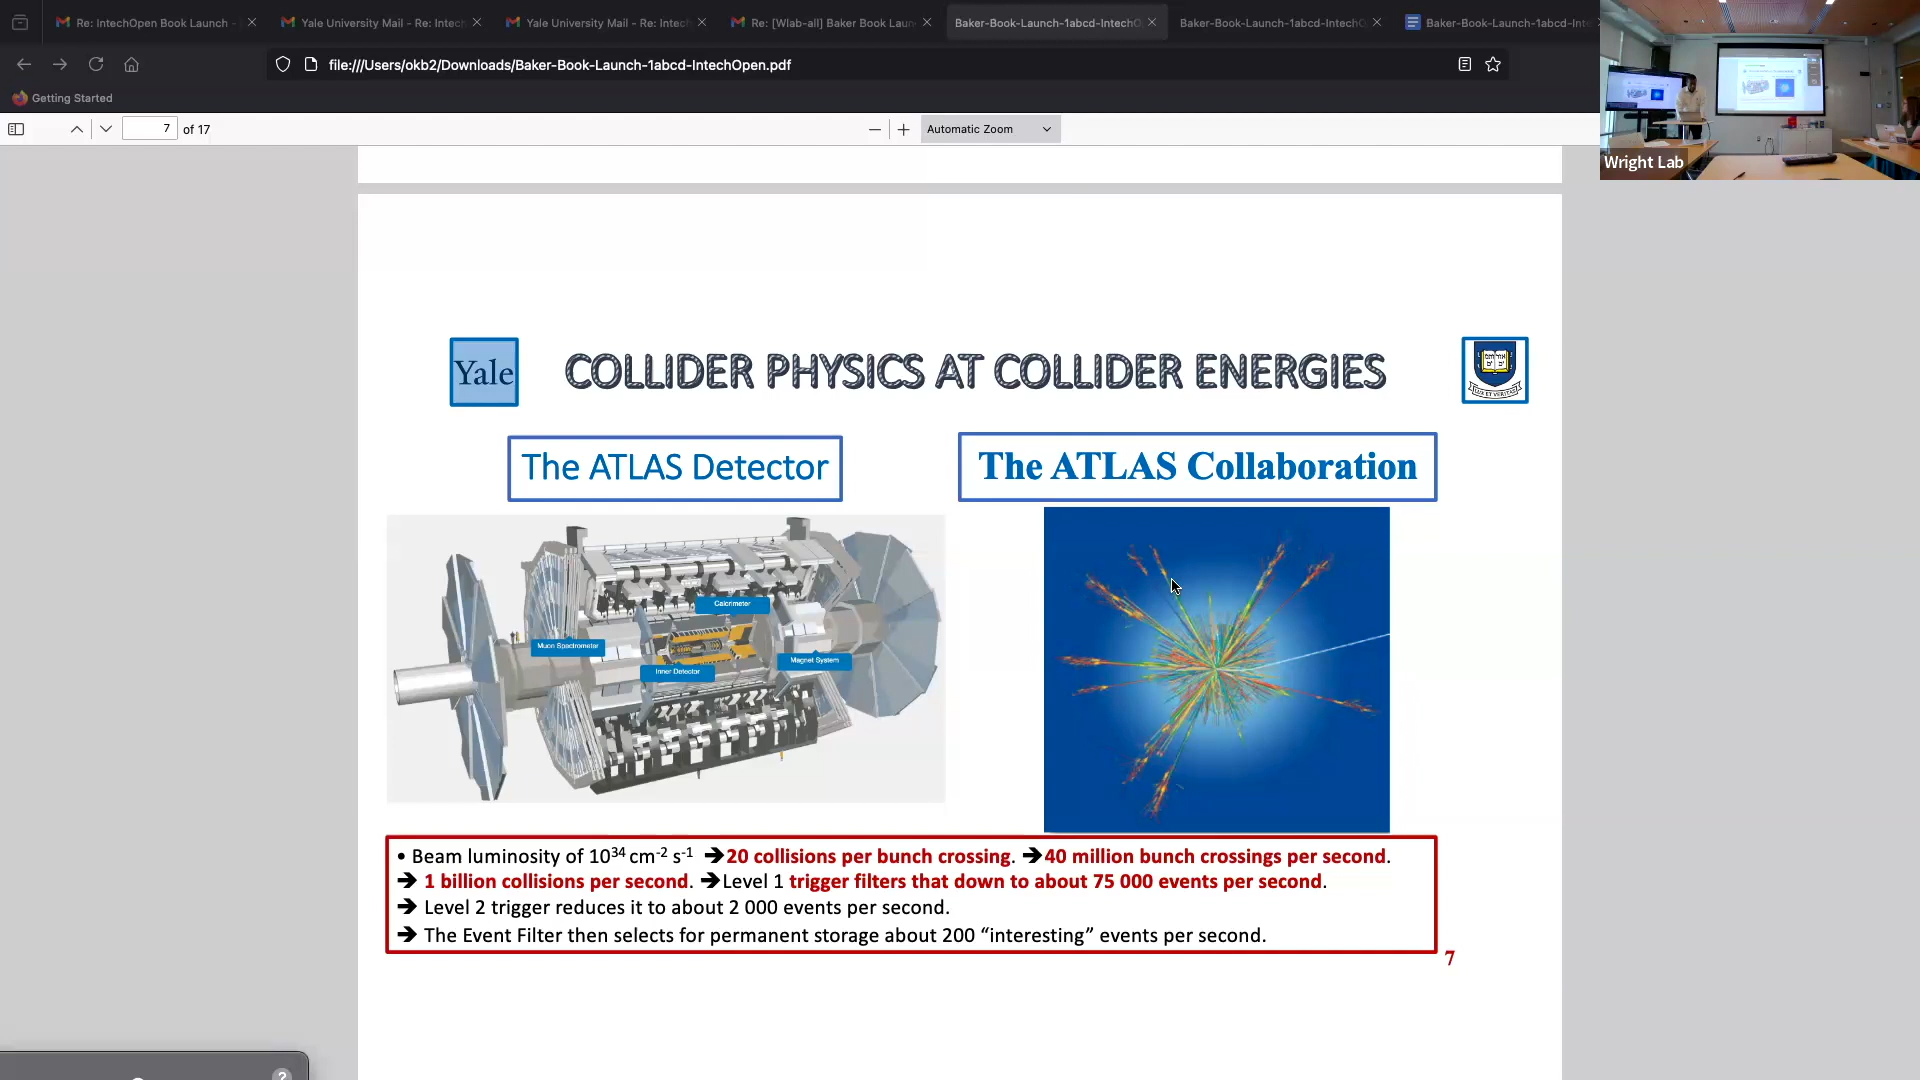 Re: IntechOpen Book Launch -
Yale University Mail - Re: Intech
Yale University Mail - Re: Intech
Re: [Wlab-all] Baker Book Laun
Baker-Book-Launch-1abcd-IntechO
Baker-Book-Launch-1abcd-IntechO
Baker-Book-Launch-1abcd-Inte
file:///Users/okb2/Downloads/Baker-Book-Launch-1abcd-IntechOpen.pdf
Getting Started
7 of 17
Automatic Zoom
Wright Lab
Yale
COLLIDER PHYSICS AT COLLIDER ENERGIES
LUX ET VERITAS
The ATLAS Detector
The ATLAS Collaboration
Calorimeter
Muon Spectrometer
Magnet System
Inner Detector
• Beam luminosity of 10³⁴ cm⁻² s⁻¹ ➔20 collisions per bunch crossing. ➔40 million bunch crossings per second.
➔ 1 billion collisions per second. ➔Level 1 trigger filters that down to about 75 000 events per second.
➔ Level 2 trigger reduces it to about 2 000 events per second.
➔ The Event Filter then selects for permanent storage about 200 “interesting” events per second.
7
?